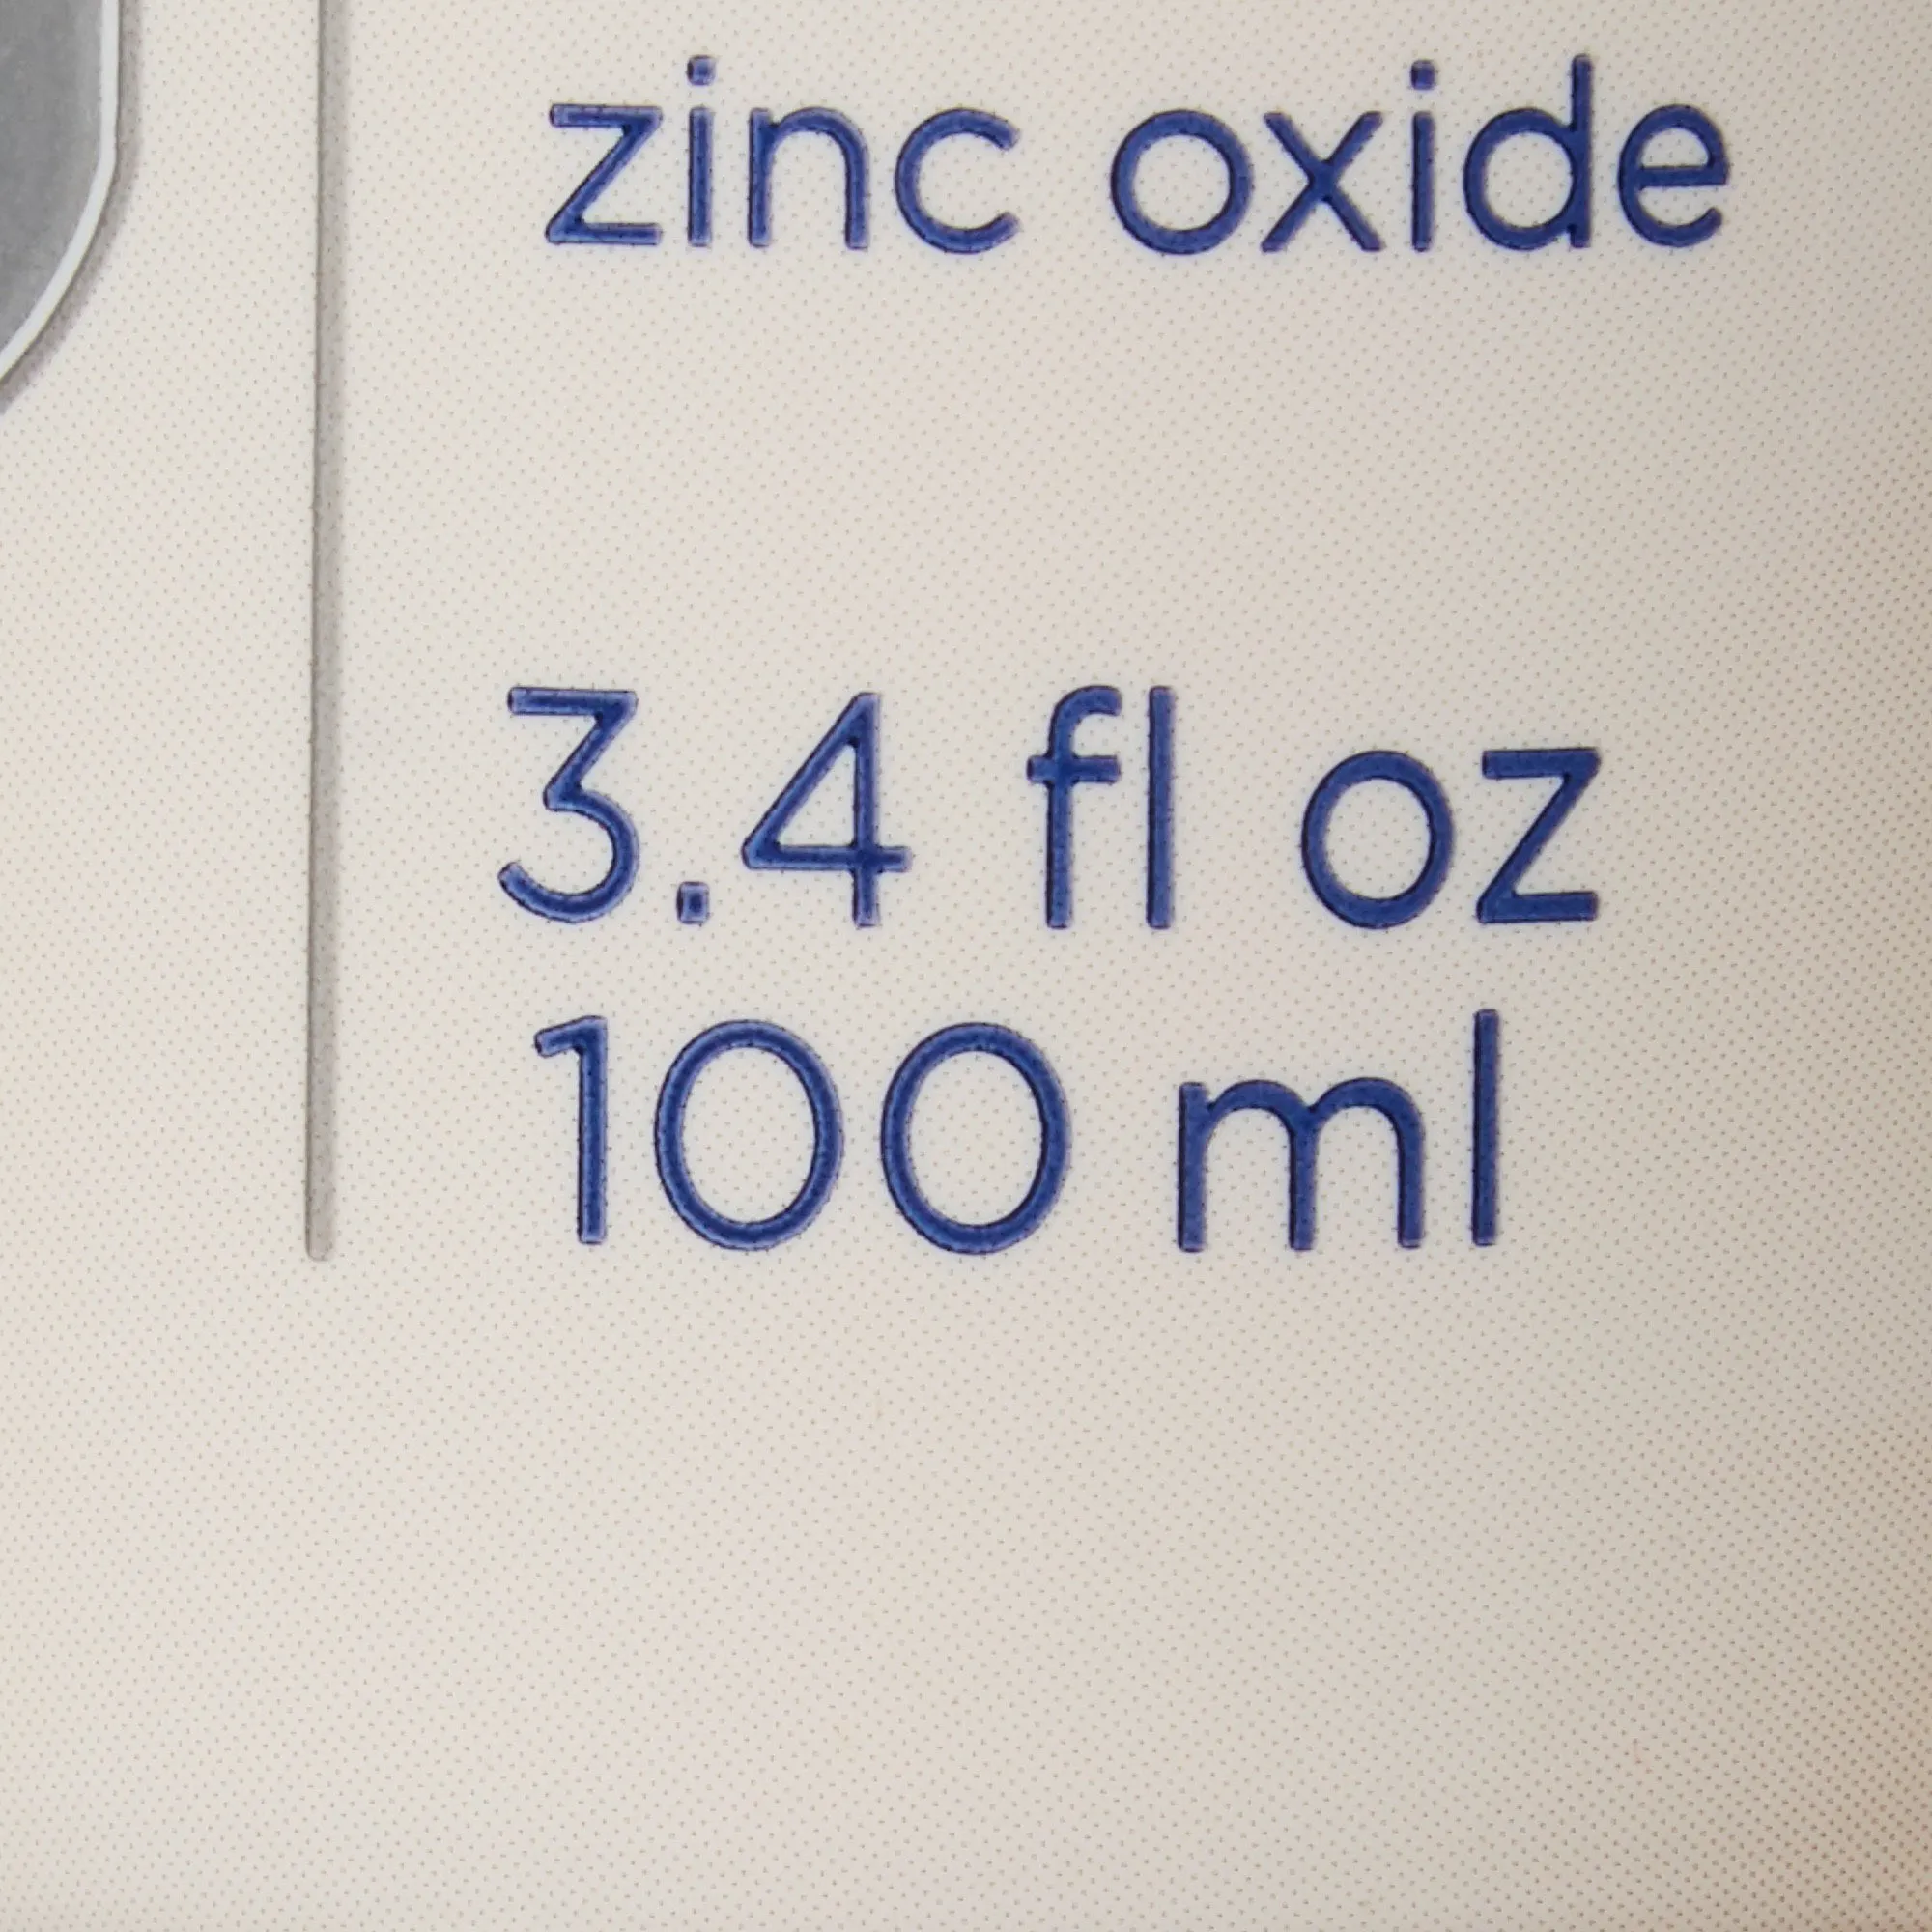 zinc oxide
3.4 fl oz
100 ml